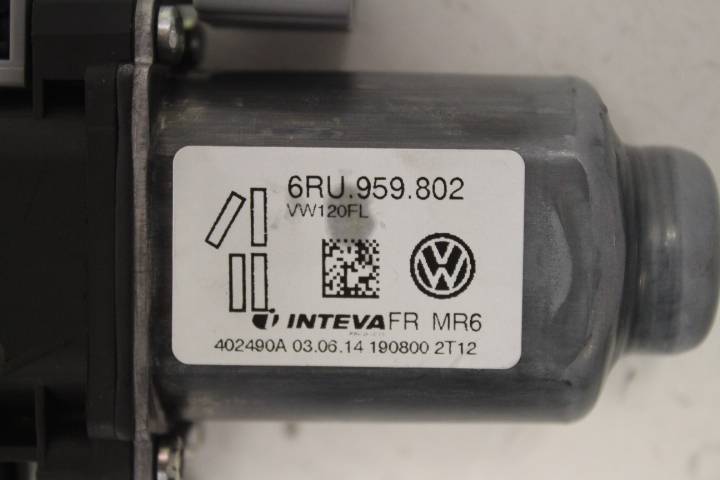 6RU.959.802
VW120FL
INTEVA FR MR6
402490A 03.06.14 190800 2T12